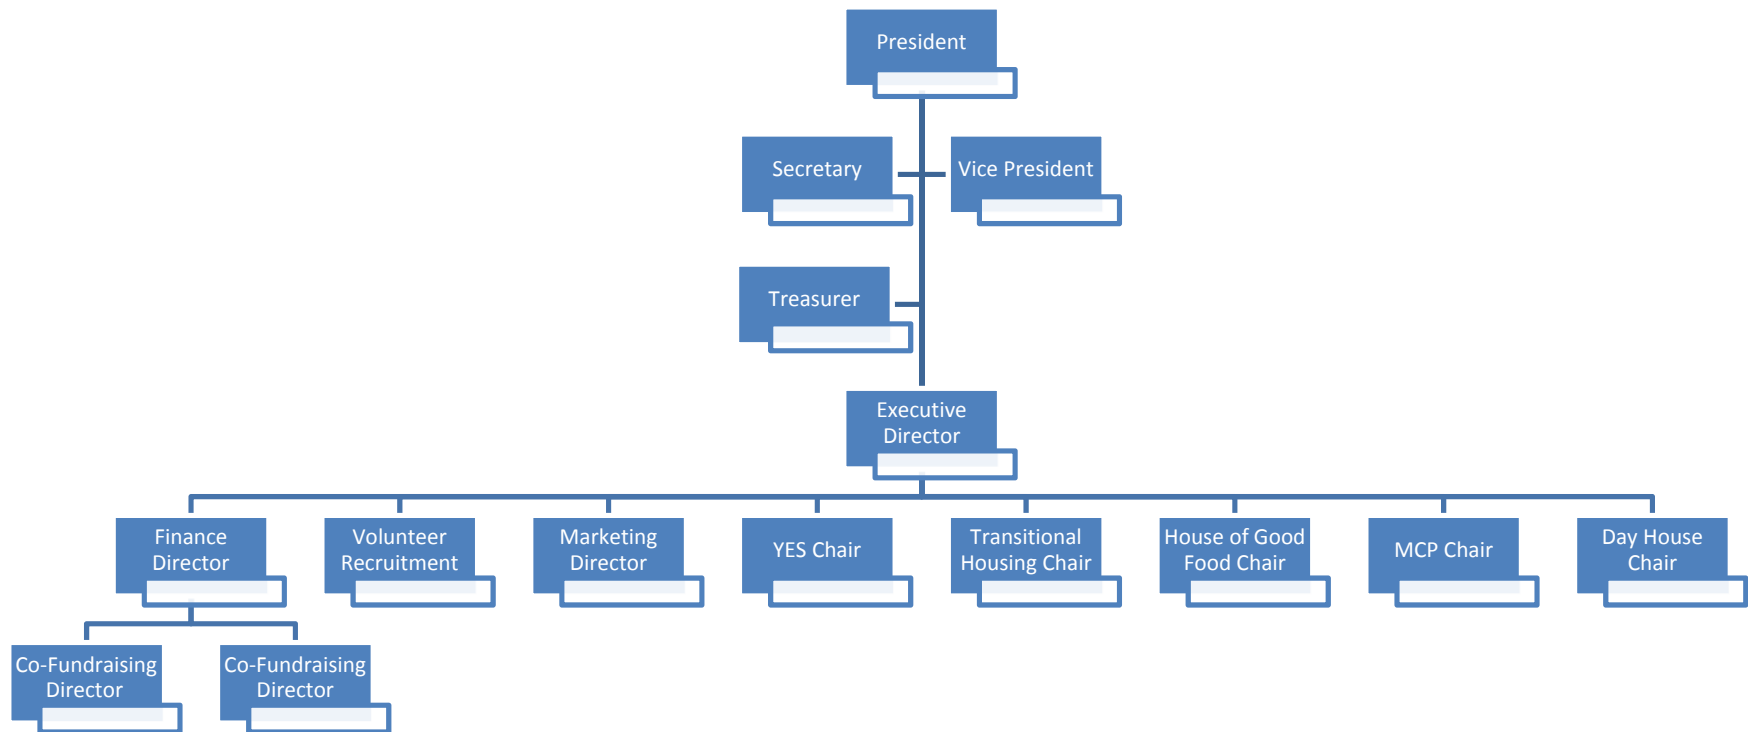 President
Secretary
Vice President
Treasurer
Executive
Director
Finance
Director
Volunteer
Recruitment
Marketing
Director
YES Chair
Transitional
Housing Chair
House of Good
Food Chair
MCP Chair
Day House
Chair
Co-Fundraising
Director
Co-Fundraising
Director